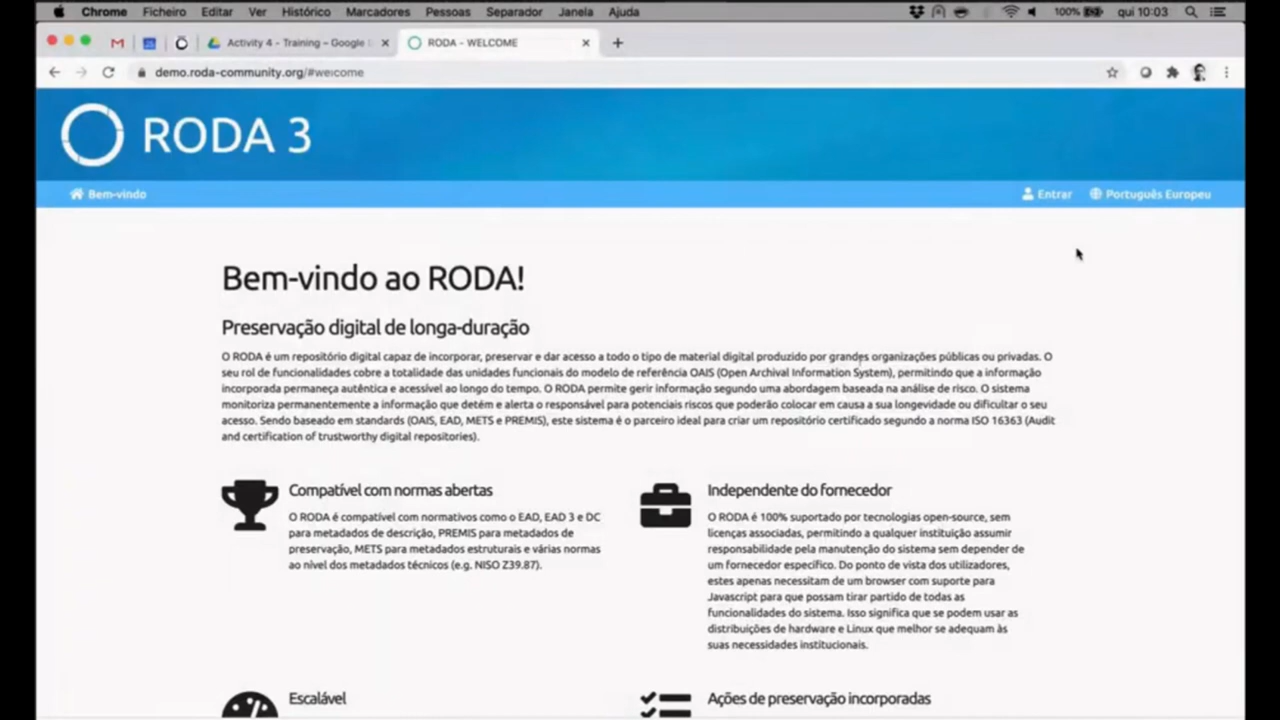 Chrome Ficheiro Editar Ver Histórico Marcadores Pessoas Separador Janela Ajuda 100% qui 10:03
Activity 4 - Training – Google RODA - WELCOME
demo.roda-community.org/#welcome
RODA 3
Bem-vindo Entrar Português Europeu
Bem-vindo ao RODA!
Preservação digital de longa-duração
O RODA é um repositório digital capaz de incorporar, preservar e dar acesso a todo o tipo de material digital produzido por grandes organizações públicas ou privadas. O
seu rol de funcionalidades cobre a totalidade das unidades funcionais do modelo de referência OAIS (Open Archival Information System), permitindo que a informação
incorporada permaneça autêntica e acessível ao longo do tempo. O RODA permite gerir informação segundo uma abordagem baseada na análise de risco. O sistema
monitoriza permanentemente a informação que detém e alerta o responsável para potenciais riscos que poderão colocar em causa a sua longevidade ou dificultar o seu
acesso. Sendo baseado em standards (OAIS, EAD, METS e PREMIS), este sistema é o parceiro ideal para criar um repositório certificado segundo a norma ISO 16363 (Audit
and certification of trustworthy digital repositories).
Compatível com normas abertas
O RODA é compatível com normativos como o EAD, EAD 3 e DC
para metadados de descrição, PREMIS para metadados de
preservação, METS para metadados estruturais e várias normas
ao nível dos metadados técnicos (e.g. NISO Z39.87).
Independente do fornecedor
O RODA é 100% suportado por tecnologias open-source, sem
licenças associadas, permitindo a qualquer instituição assumir
responsabilidade pela manutenção do sistema sem depender de
um fornecedor específico. Do ponto de vista dos utilizadores,
estes apenas necessitam de um browser com suporte para
Javascript para que possam tirar partido de todas as
funcionalidades do sistema. Isso significa que se podem usar as
distribuições de hardware e Linux que melhor se adequam às
suas necessidades institucionais.
Escalável
Ações de preservação incorporadas